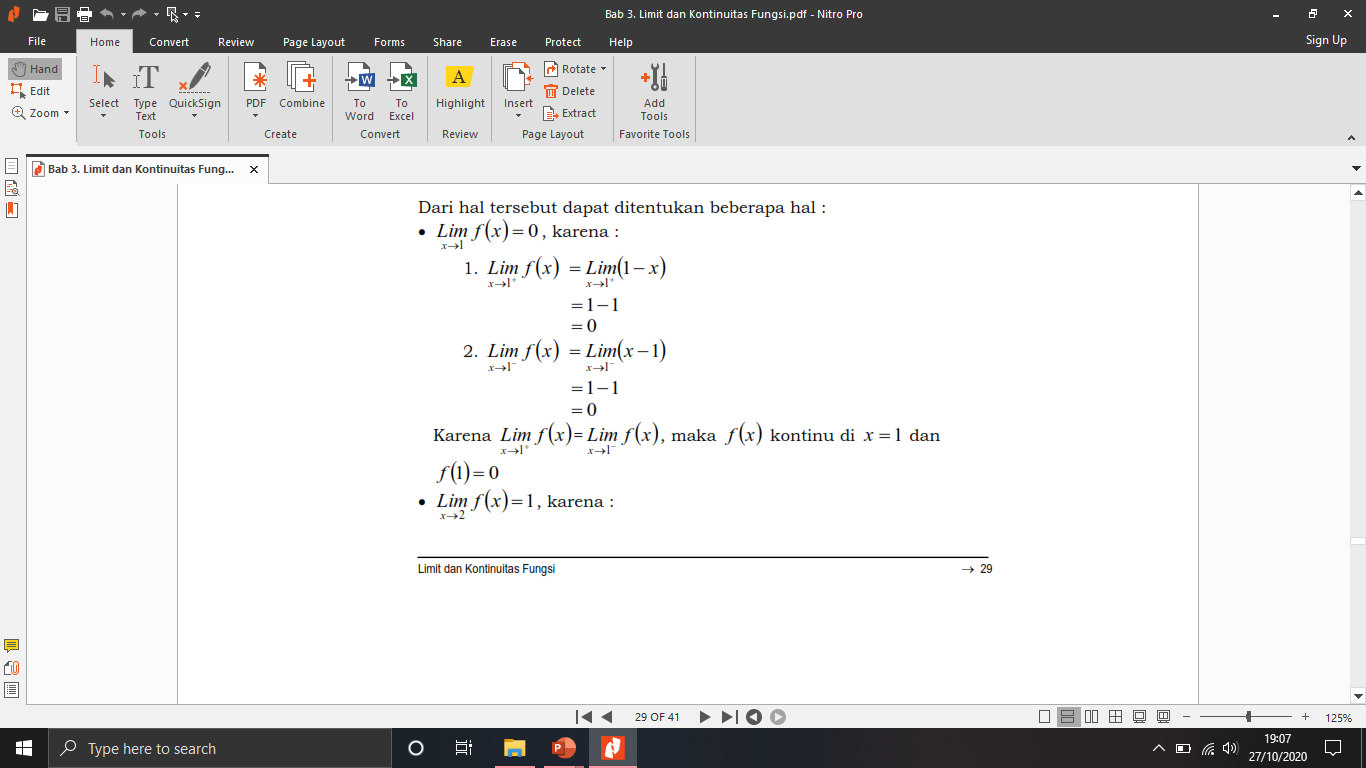 Bab 3. Limit dan Kontinuitas Fungsi.pdf - Nitro Pro
File Home Convert Review Page Layout Forms Share Erase Protect Help Sign Up
Hand
Edit
Zoom
Select
Type Text
QuickSign
Tools
PDF
Combine
Create
To Word
To Excel
Convert
Highlight
Review
Insert
Rotate
Delete
Extract
Page Layout
Add Tools
Favorite Tools
Bab 3. Limit dan Kontinuitas Fung...
Dari hal tersebut dapat ditentukan beberapa hal :
• Lim x→1 f(x) = 0 , karena :
1. Lim x→1⁺ f(x) = Lim x→1⁺ (1 − x)
= 1 − 1
= 0
2. Lim x→1⁻ f(x) = Lim x→1⁻ (x − 1)
= 1 − 1
= 0
Karena Lim x→1⁺ f(x) = Lim x→1⁻ f(x), maka f(x) kontinu di x = 1 dan
f(1) = 0
• Lim x→2 f(x) = 1 , karena :
Limit dan Kontinuitas Fungsi → 29
29 OF 41
125%
Type here to search
19:07
27/10/2020